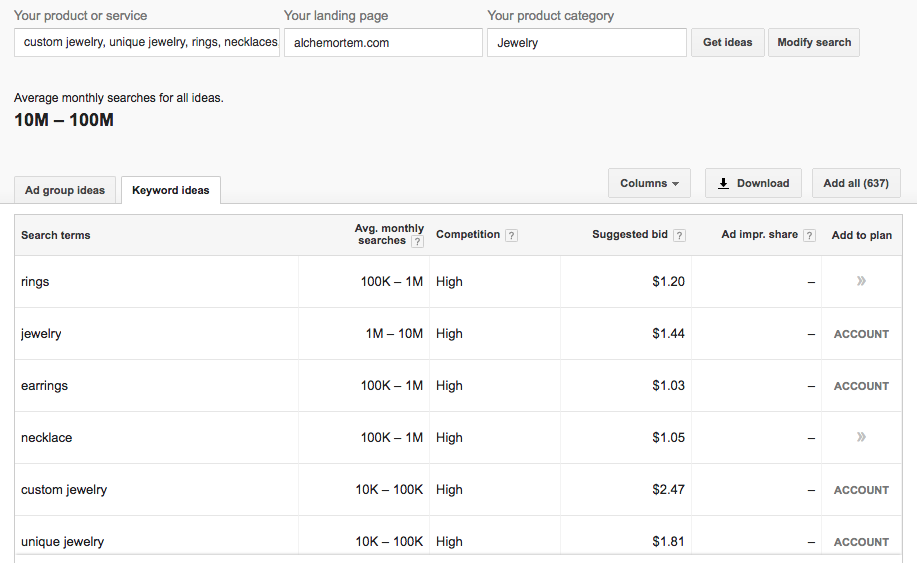 Your product or service Your landing page Your product category
custom jewelry, unique jewelry, rings, necklaces alchemortem.com Jewelry Get ideas Modify search
Average monthly searches for all ideas.
10M – 100M
Ad group ideas Keyword ideas Columns Download Add all (637)
Search terms Avg. monthly searches ? Competition ? Suggested bid ? Ad impr. share ? Add to plan
rings 100K – 1M High $1.20 – »
jewelry 1M – 10M High $1.44 – ACCOUNT
earrings 100K – 1M High $1.03 – ACCOUNT
necklace 100K – 1M High $1.05 – »
custom jewelry 10K – 100K High $2.47 – ACCOUNT
unique jewelry 10K – 100K High $1.81 – ACCOUNT